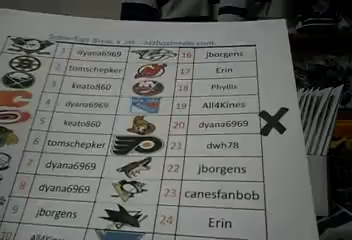 1 dyana6969 16 jborgens
2 tomschepker 17 Erin
3 keato860 18 Phyllis
4 dyana6969 19 All4Kines
5 keato860 20 dyana6969 X
6 tomschepker 21 dwh78
7 dyana6969 22 jborgens
8 dyana6969 23 canesfanbob
9 jborgens 24 Erin
10